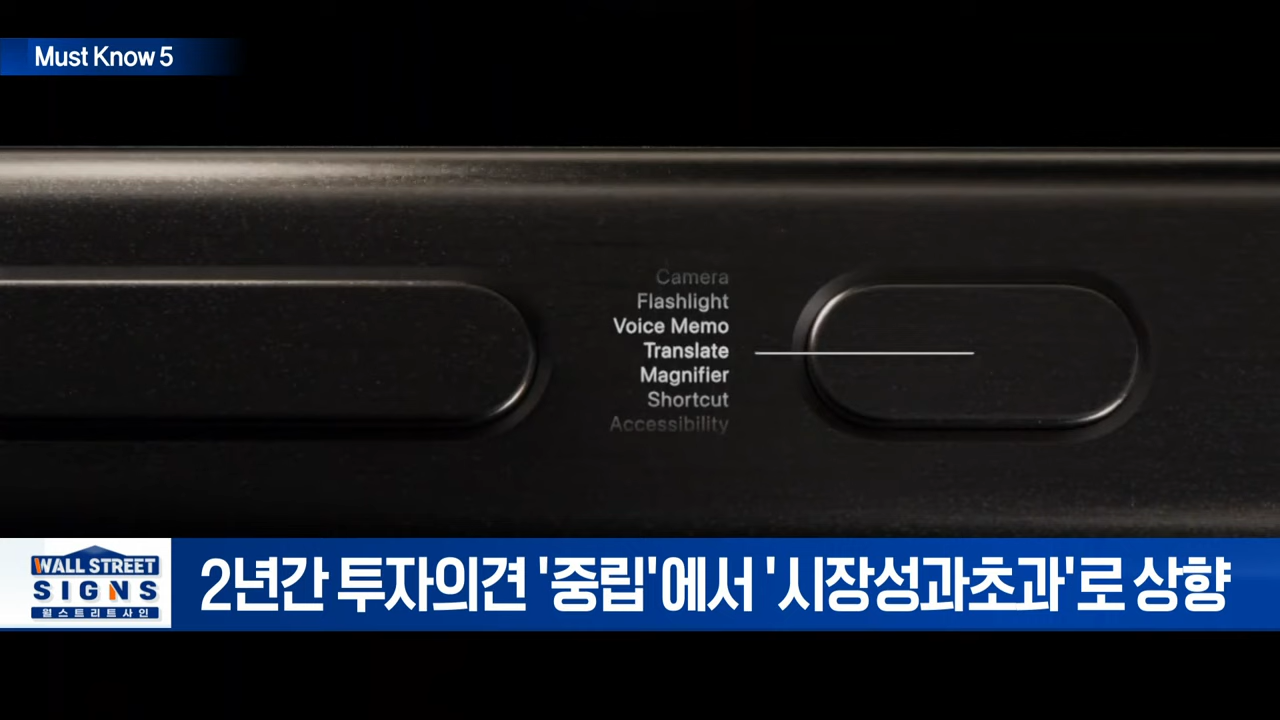 Must Know 5
Camera
Flashlight
Voice Memo
Translate
Magnifier
Shortcut
Accessibility
WALL STREET
SIGNS
월스트리트사인
2년간 투자의견 '중립'에서 '시장성과초과'로 상향